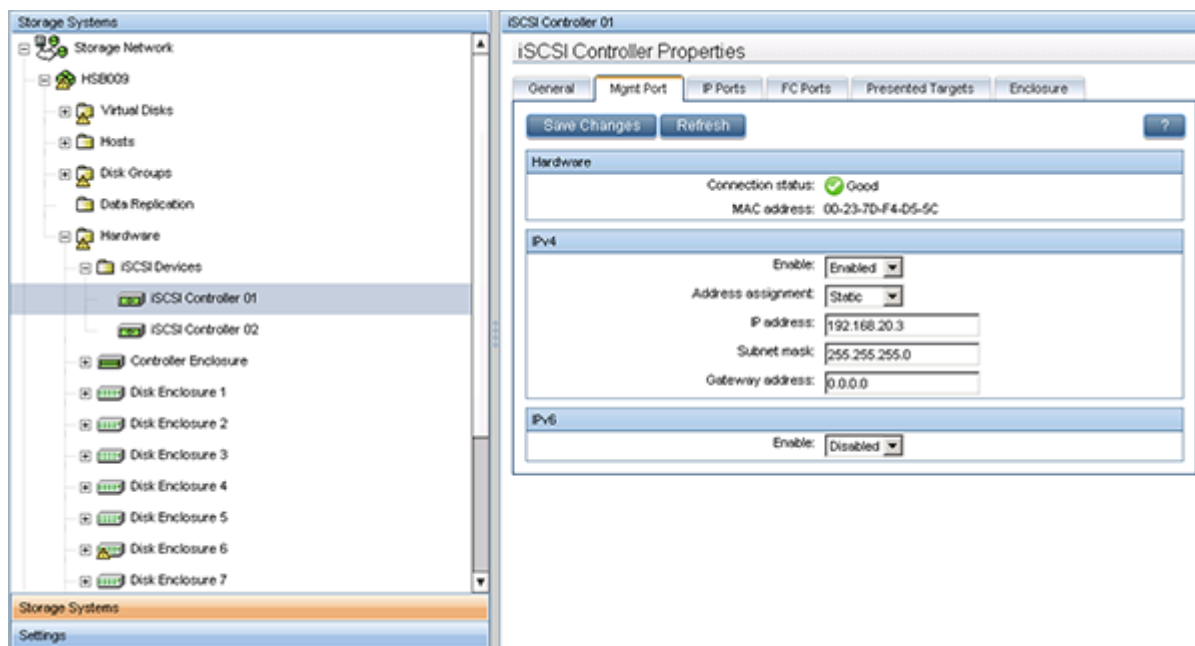 Storage Systems
Storage Network
HSB009
Virtual Disks
Hosts
Disk Groups
Data Replication
Hardware
iSCSI Devices
iSCSI Controller 01
iSCSI Controller 02
Controller Enclosure
Disk Enclosure 1
Disk Enclosure 2
Disk Enclosure 3
Disk Enclosure 4
Disk Enclosure 5
Disk Enclosure 6
Disk Enclosure 7
Storage Systems
Settings
iSCSI Controller 01
iSCSI Controller Properties
General Mgmt Port IP Ports FC Ports Presented Targets Enclosure
Save Changes Refresh ?
Hardware
Connection status: Good
MAC address: 00-23-7D-F4-D5-5C
IPv4
Enable: Enabled
Address assignment: Static
IP address: 192.168.20.3
Subnet mask: 255.255.255.0
Gateway address: 0.0.0.0
IPv6
Enable: Disabled